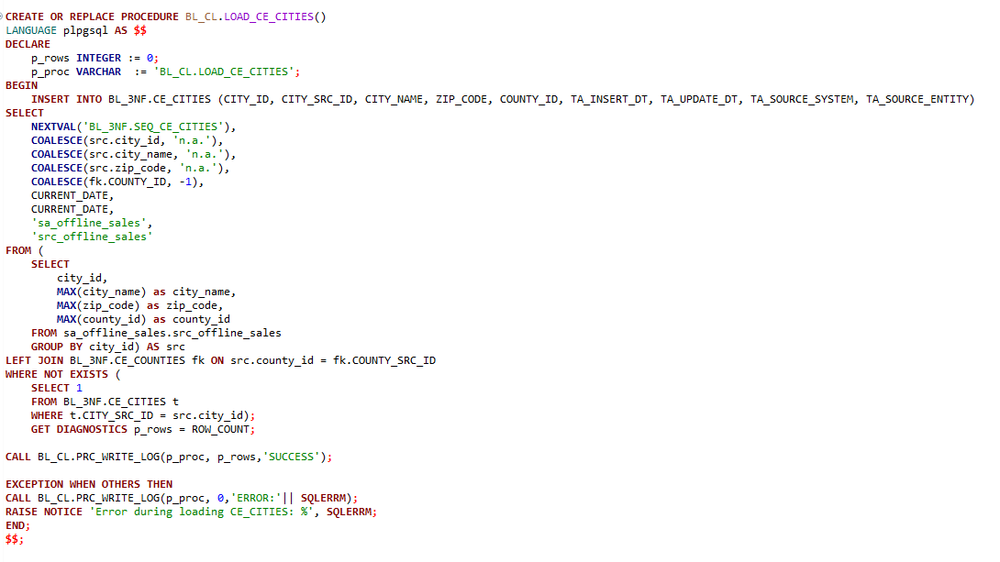 CREATE OR REPLACE PROCEDURE BL_CL.LOAD_CE_CITIES()
LANGUAGE plpgsql AS $$
DECLARE
    p_rows INTEGER := 0;
    p_proc VARCHAR  := 'BL_CL.LOAD_CE_CITIES';
BEGIN
    INSERT INTO BL_3NF.CE_CITIES (CITY_ID, CITY_SRC_ID, CITY_NAME, ZIP_CODE, COUNTY_ID, TA_INSERT_DT, TA_UPDATE_DT, TA_SOURCE_SYSTEM, TA_SOURCE_ENTITY)
SELECT
    NEXTVAL('BL_3NF.SEQ_CE_CITIES'),
    COALESCE(src.city_id, 'n.a.'),
    COALESCE(src.city_name, 'n.a.'),
    COALESCE(src.zip_code, 'n.a.'),
    COALESCE(fk.COUNTY_ID, -1),
    CURRENT_DATE,
    CURRENT_DATE,
    'sa_offline_sales',
    'src_offline_sales'
FROM (
    SELECT
        city_id,
        MAX(city_name) as city_name,
        MAX(zip_code) as zip_code,
        MAX(county_id) as county_id
    FROM sa_offline_sales.src_offline_sales
    GROUP BY city_id) AS src
LEFT JOIN BL_3NF.CE_COUNTIES fk ON src.county_id = fk.COUNTY_SRC_ID
WHERE NOT EXISTS (
    SELECT 1
    FROM BL_3NF.CE_CITIES t
    WHERE t.CITY_SRC_ID = src.city_id);
    GET DIAGNOSTICS p_rows = ROW_COUNT;

CALL BL_CL.PRC_WRITE_LOG(p_proc, p_rows,'SUCCESS');

EXCEPTION WHEN OTHERS THEN
CALL BL_CL.PRC_WRITE_LOG(p_proc, 0,'ERROR:'|| SQLERRM);
RAISE NOTICE 'Error during loading CE_CITIES: %', SQLERRM;
END;
$$;